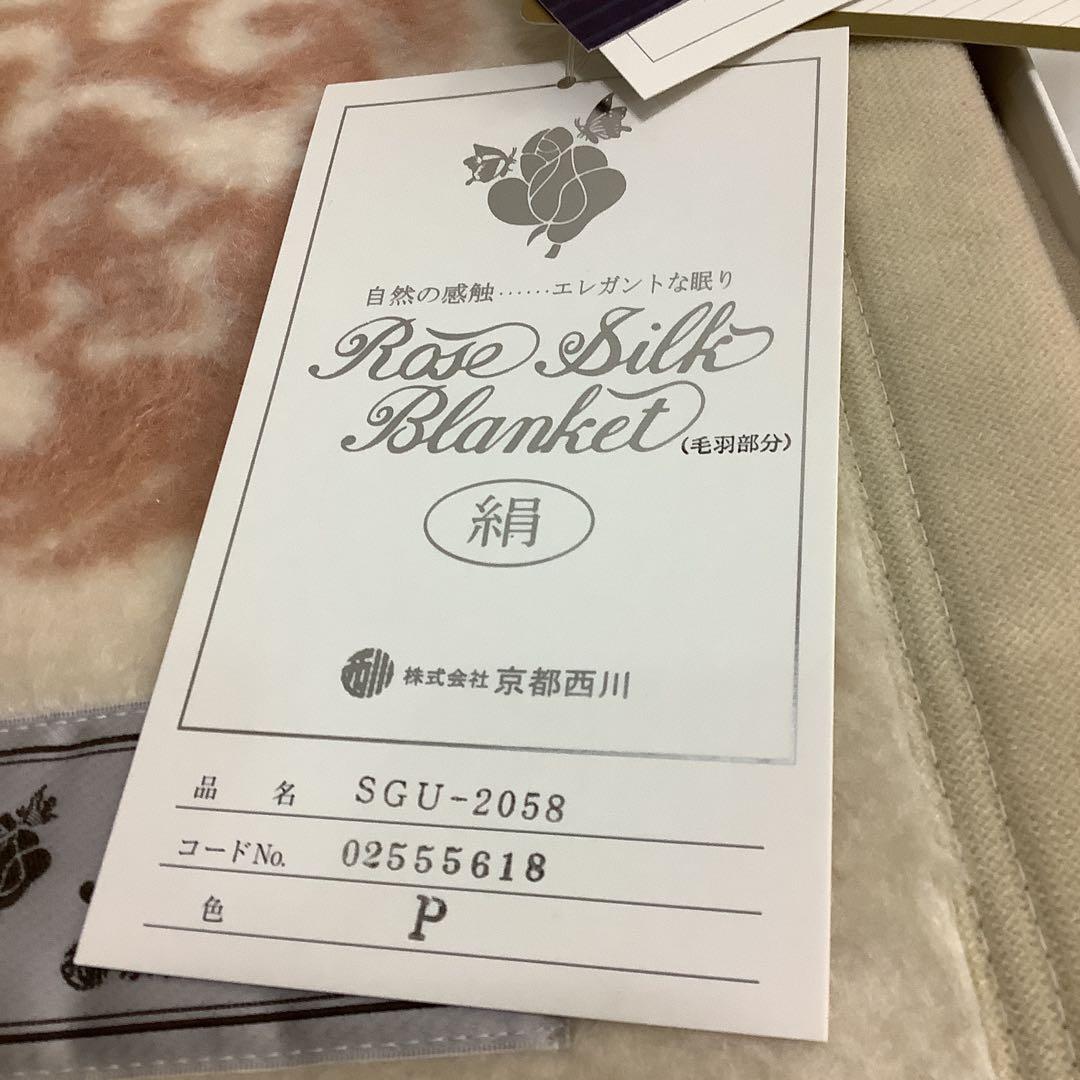 自然の感触……エレガントな眠り
Rose Silk
Blanket (毛羽部分)
絹
株式会社 京都西川
品 名 SGU-2058
コードNo. 02555618
色 P